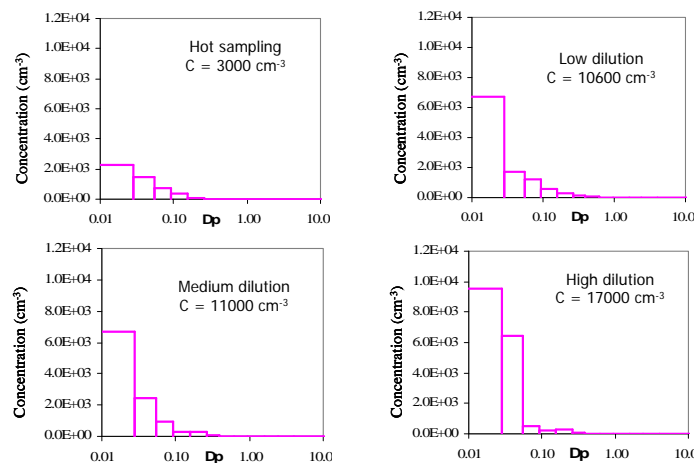 Concentration (cm-3)
1.2E+04
1.0E+04
8.0E+03
6.0E+03
4.0E+03
2.0E+03
0.0E+00
Hot sampling
C = 3000 cm-3
0.01
0.10
Dp
1.00
10.0
Concentration (cm-3)
1.2E+04
1.0E+04
8.0E+03
6.0E+03
4.0E+03
2.0E+03
0.0E+00
Low dilution
C = 10600 cm-3
0.01
0.10
Dp
1.00
10.0
Concentration (cm-3)
1.2E+04
1.0E+04
8.0E+03
6.0E+03
4.0E+03
2.0E+03
0.0E+00
Medium dilution
C = 11000 cm-3
0.01
0.10
Dp
1.00
10.0
Concentration (cm-3)
1.2E+04
1.0E+04
8.0E+03
6.0E+03
4.0E+03
2.0E+03
0.0E+00
High dilution
C = 17000 cm-3
0.01
0.10
Dp
1.00
10.0